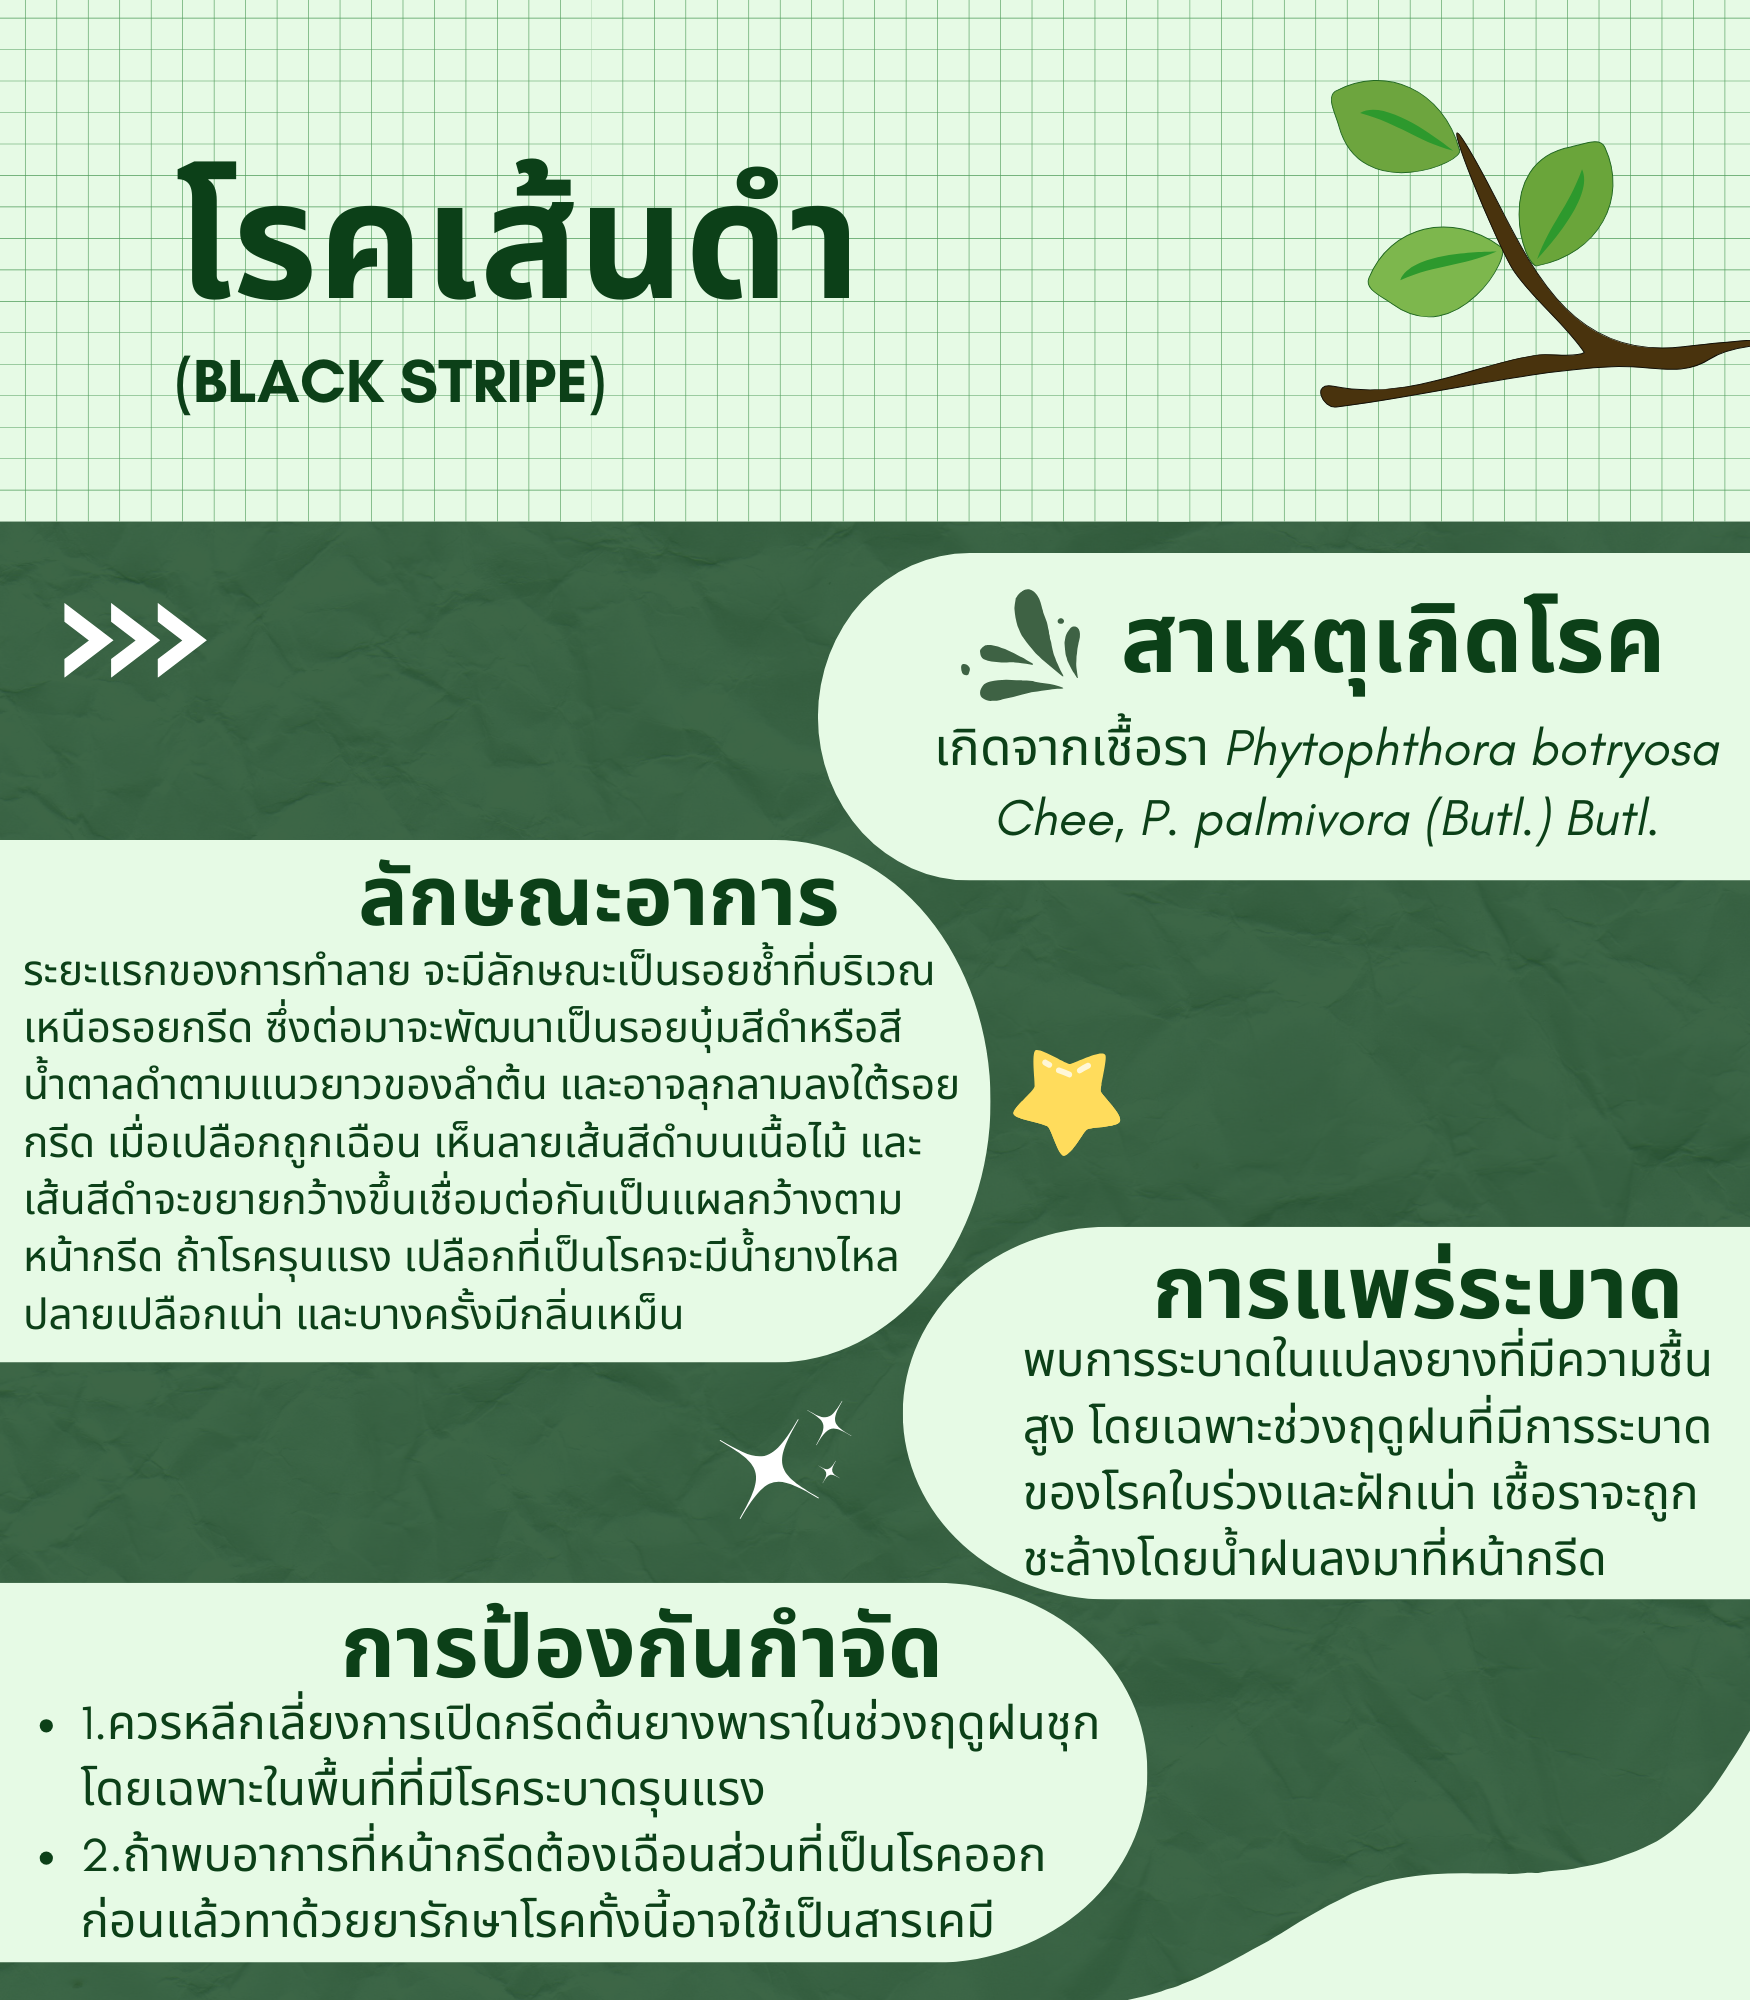 โรคเส้นดำ
(BLACK STRIPE)
สาเหตุเกิดโรค
เกิดจากเชื้อรา Phytophthora botryosa
Chee, P. palmivora (Butl.) Butl.
ลักษณะอาการ
ระยะแรกของการทำลาย จะมีลักษณะเป็นรอยช้ำที่บริเวณ
เหนือรอยกรีด ซึ่งต่อมาจะพัฒนาเป็นรอยบุ๋มสีดำหรือสี
น้ำตาลดำตามแนวยาวของลำต้น และอาจลุกลามลงใต้รอย
กรีด เมื่อเปลือกถูกเฉือน เห็นลายเส้นสีดำบนเนื้อไม้ และ
เส้นสีดำจะขยายกว้างขึ้นเชื่อมต่อกันเป็นแผลกว้างตาม
หน้ากรีด ถ้าโรครุนแรง เปลือกที่เป็นโรคจะมีน้ำยางไหล
ปลายเปลือกเน่า และบางครั้งมีกลิ่นเหม็น
การแพร่ระบาด
พบการระบาดในแปลงยางที่มีความชื้น
สูง โดยเฉพาะช่วงฤดูฝนที่มีการระบาด
ของโรคใบร่วงและฝักเน่า เชื้อราจะถูก
ชะล้างโดยน้ำฝนลงมาที่หน้ากรีด
การป้องกันกำจัด
• 1.ควรหลีกเลี่ยงการเปิดกรีดต้นยางพาราในช่วงฤดูฝนชุก
โดยเฉพาะในพื้นที่ที่มีโรคระบาดรุนแรง
• 2.ถ้าพบอาการที่หน้ากรีดต้องเฉือนส่วนที่เป็นโรคออก
ก่อนแล้วทาด้วยยารักษาโรคทั้งนี้อาจใช้เป็นสารเคมี